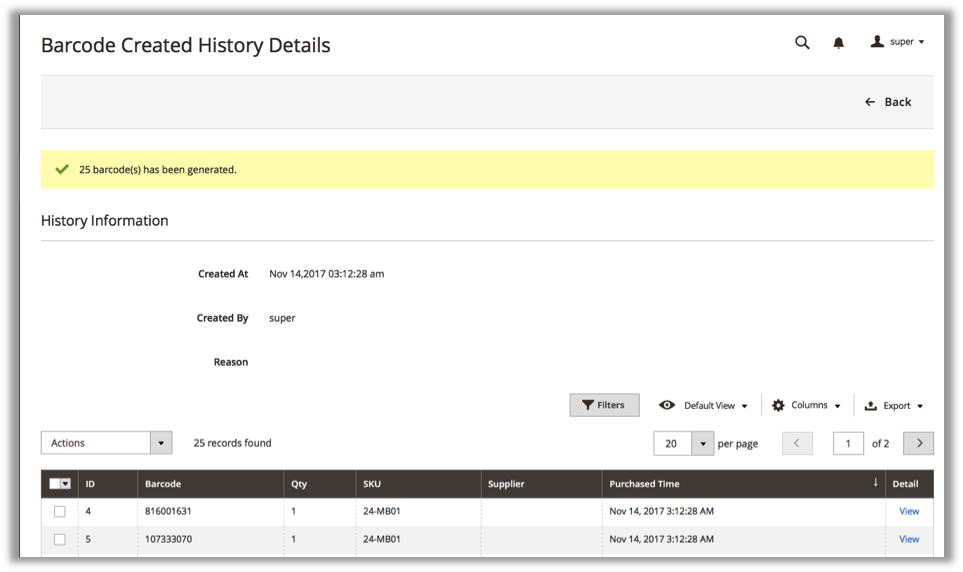 Barcode Created History Details
super
Back
25 barcode(s) has been generated.
History Information
Created At Nov 14,2017 03:12:28 am
Created By super
Reason
Filters Default View Columns Export
Actions 25 records found 20 per page 1 of 2
ID Barcode Qty SKU Supplier Purchased Time Detail
4 816001631 1 24-MB01 Nov 14, 2017 3:12:28 AM View
5 107333070 1 24-MB01 Nov 14, 2017 3:12:28 AM View